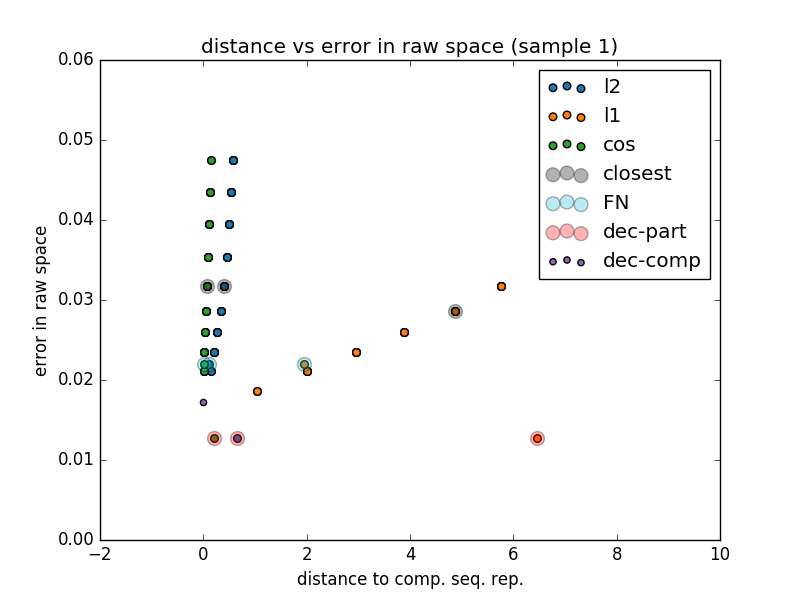 distance vs error in raw space (sample 1)
0.06
0.05
0.04
0.03
0.02
0.01
0.00
error in raw space
l2
l1
cos
closest
FN
dec-part
dec-comp
−2
0
2
4
6
8
10
distance to comp. seq. rep.